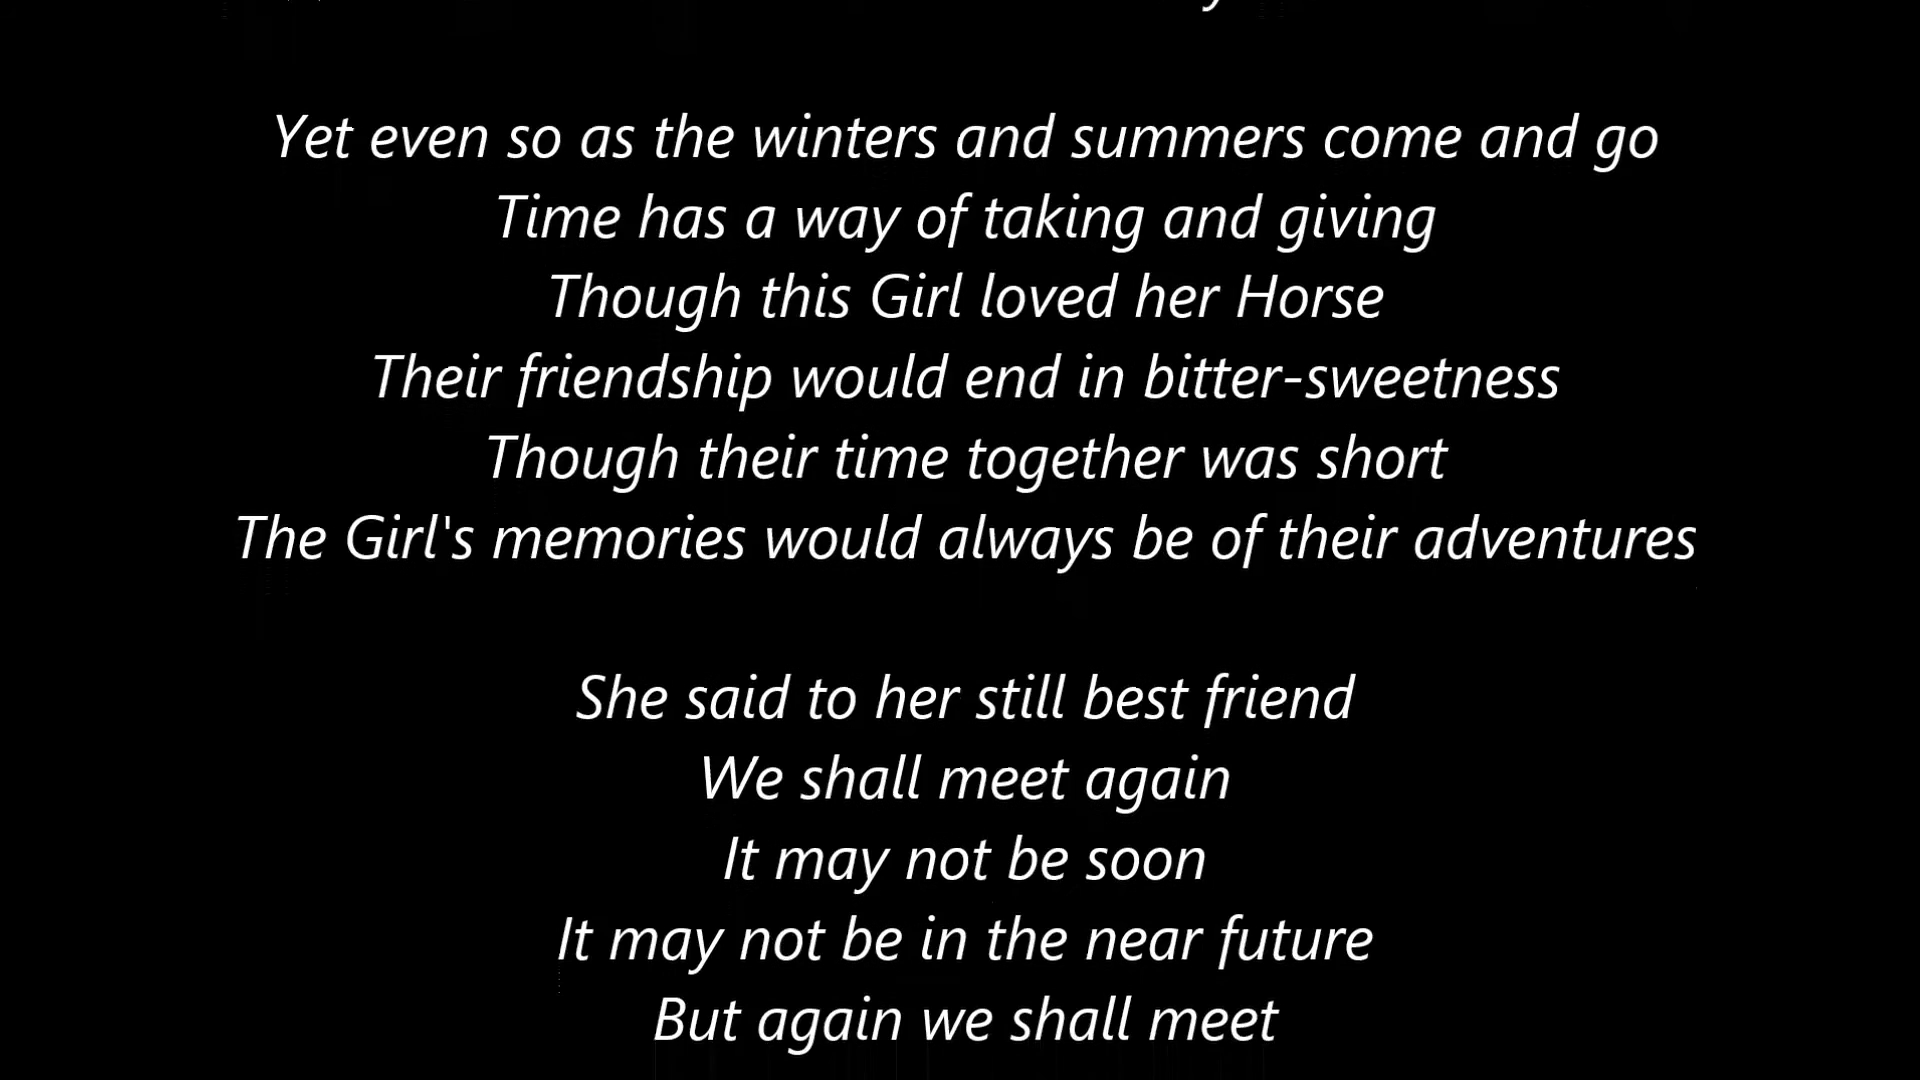 Yet even so as the winters and summers come and go
Time has a way of taking and giving
Though this Girl loved her Horse
Their friendship would end in bitter-sweetness
Though their time together was short
The Girl's memories would always be of their adventures
She said to her still best friend
We shall meet again
It may not be soon
It may not be in the near future
But again we shall meet